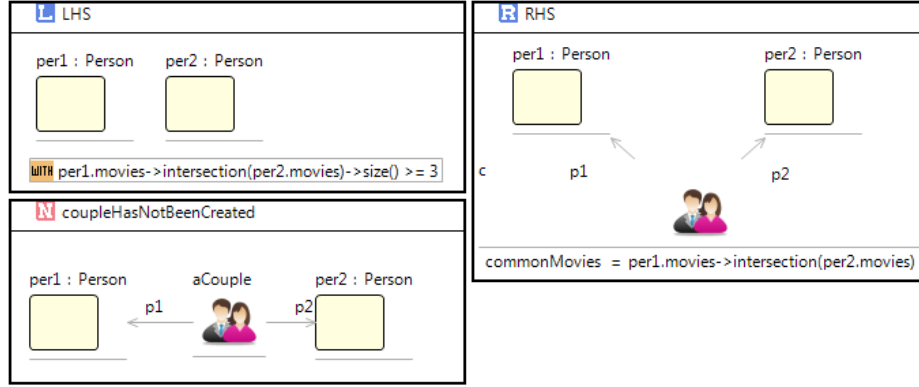 L LHS
per1 : Person per2 : Person
WITH per1.movies->intersection(per2.movies)->size() >= 3
N coupleHasNotBeenCreated
per1 : Person aCouple per2 : Person
p1 p2
R RHS
per1 : Person per2 : Person
c p1 p2
commonMovies = per1.movies->intersection(per2.movies)